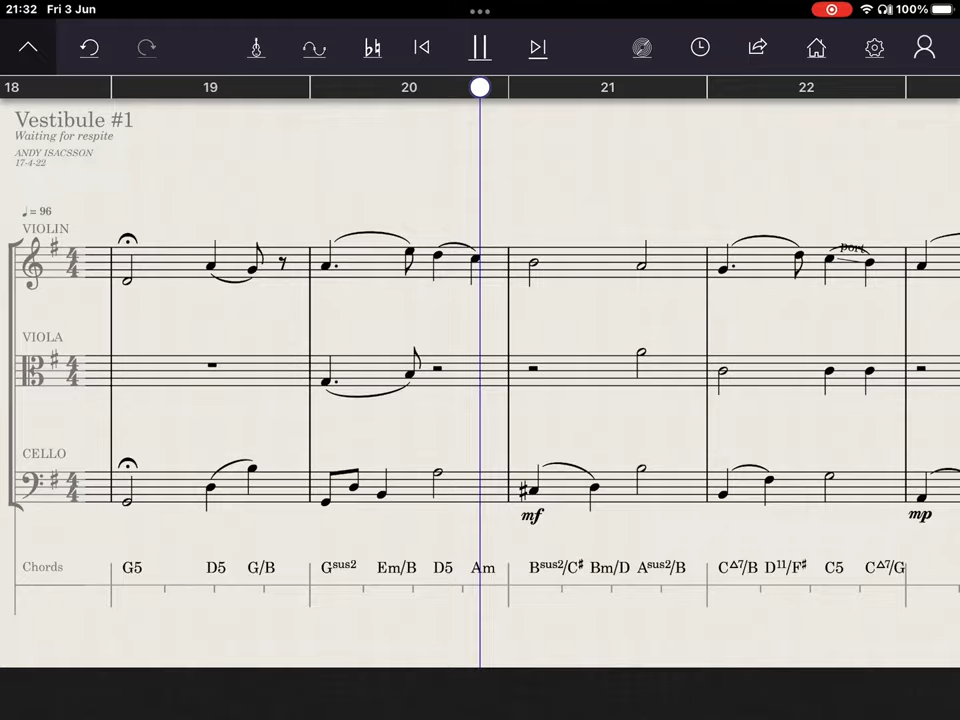 21:32 Fri 3 Jun 100%
18 19 20 21 22
Vestibule #1
Waiting for respite
ANDY ISACSSON
17-4-22
♩ = 96
VIOLIN
port
VIOLA
CELLO
mf mp
Chords G5 D5 G/B Gsus2 Em/B D5 Am Bsus2/C♯ Bm/D Asus2/B CΔ7/B D11/F♯ C5 CΔ7/G